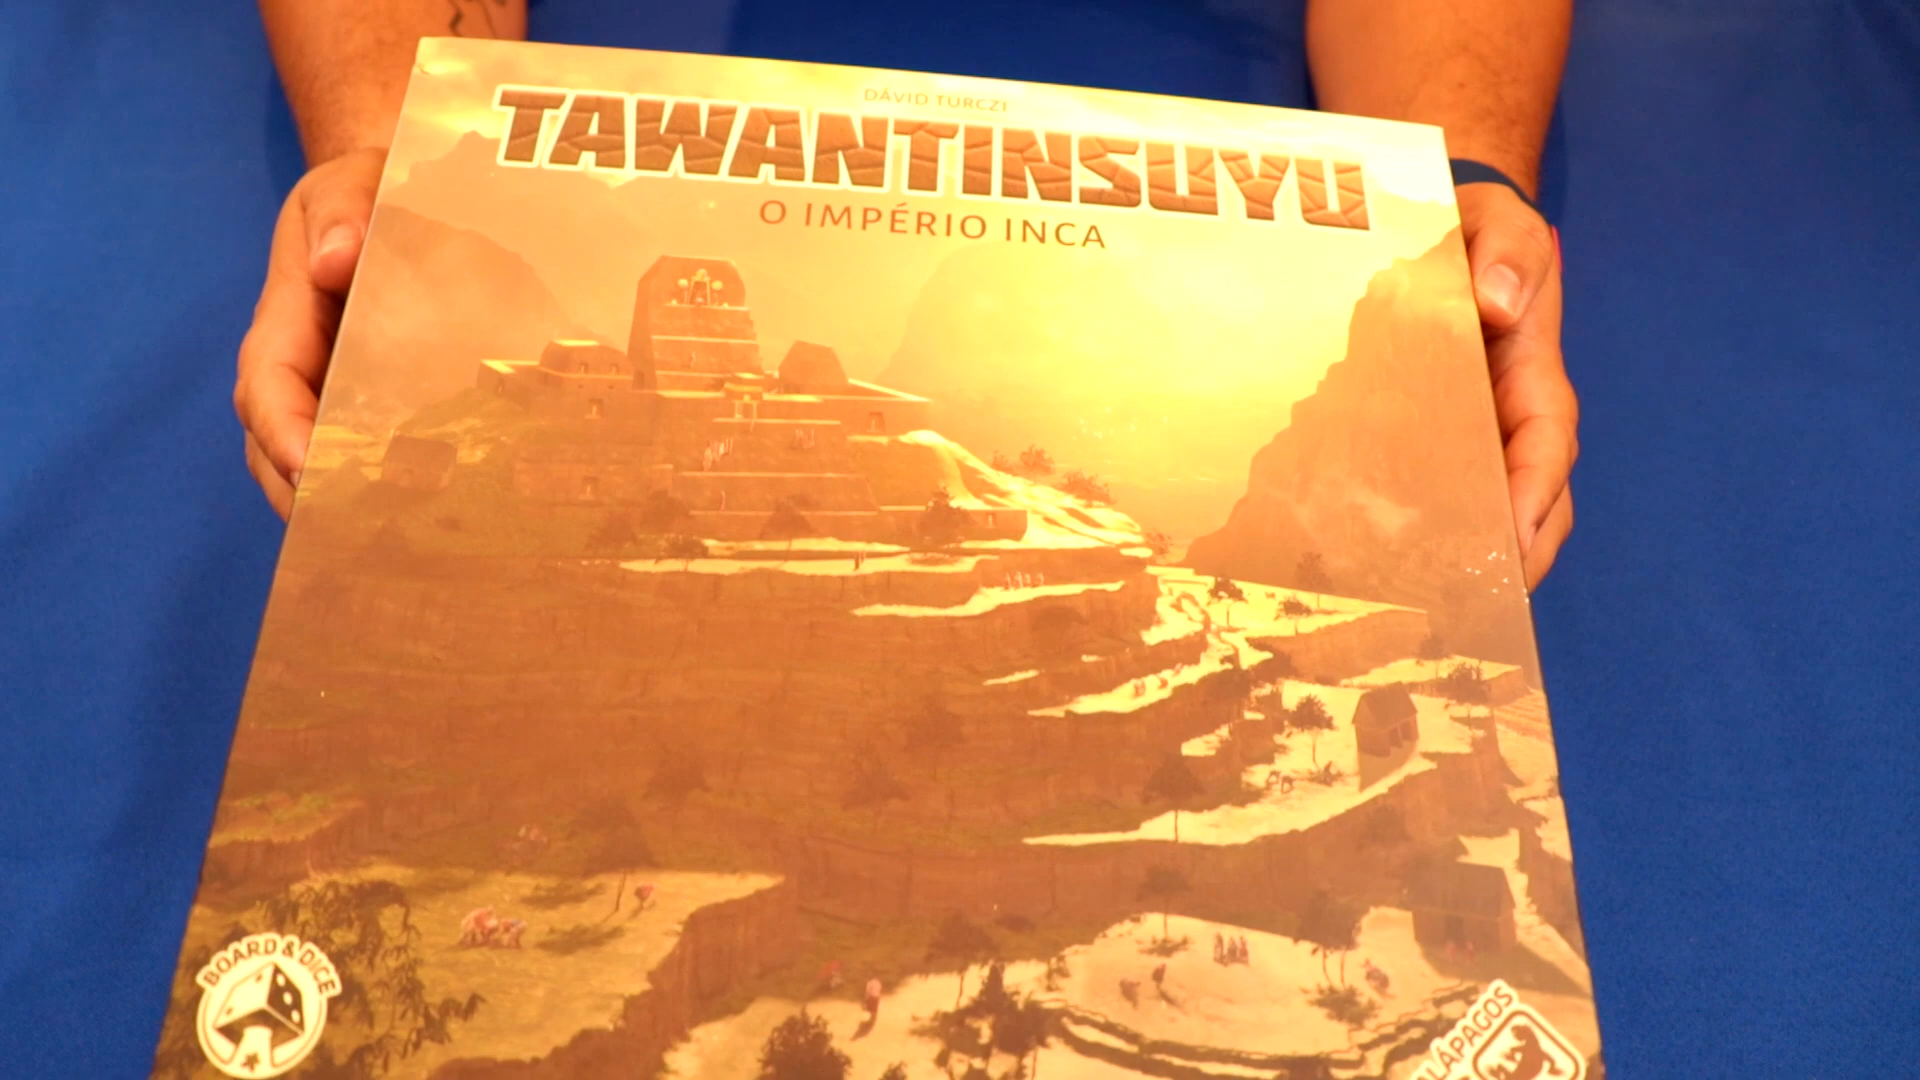 DÁVID TURCZI
TAWANTINSUYU
O IMPÉRIO INCA
BOARD & DICE